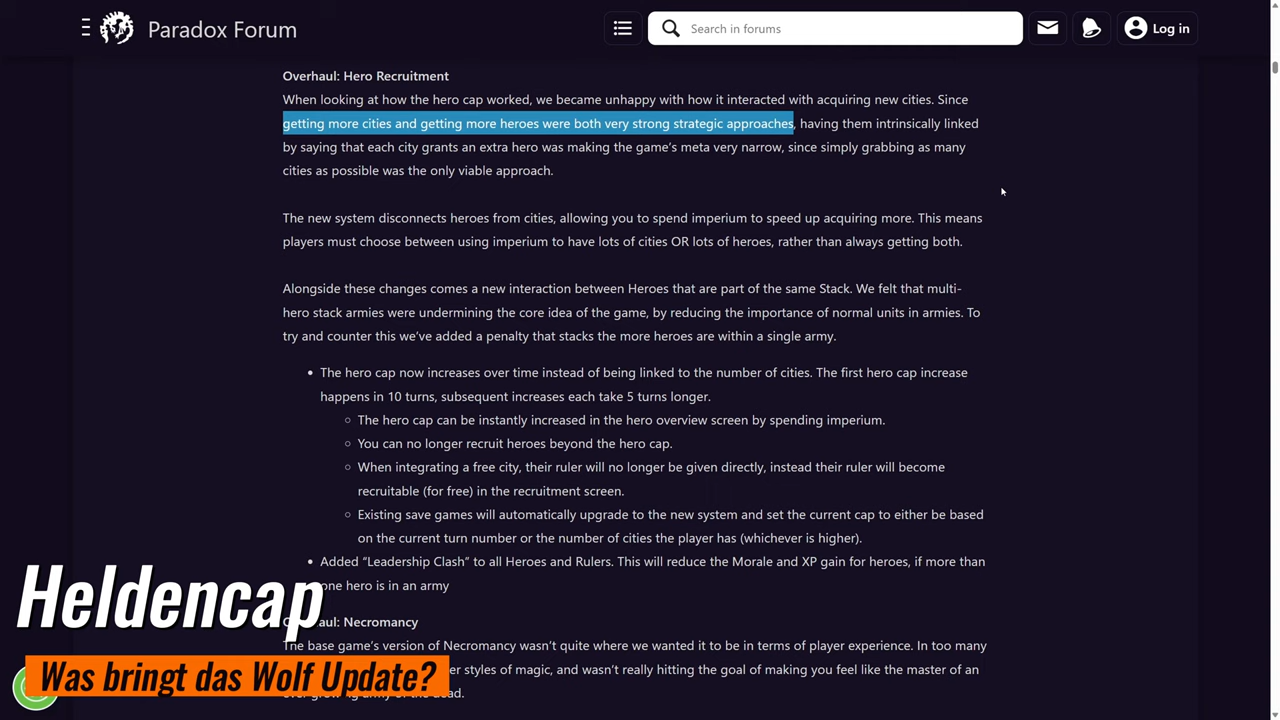 Paradox Forum
Search in forums
Log in
Overhaul: Hero Recruitment
When looking at how the hero cap worked, we became unhappy with how it interacted with acquiring new cities. Since
getting more cities and getting more heroes were both very strong strategic approaches, having them intrinsically linked
by saying that each city grants an extra hero was making the game's meta very narrow, since simply grabbing as many
cities as possible was the only viable approach.
The new system disconnects heroes from cities, allowing you to spend imperium to speed up acquiring more. This means
players must choose between using imperium to have lots of cities OR lots of heroes, rather than always getting both.
Alongside these changes comes a new interaction between Heroes that are part of the same Stack. We felt that multi-
hero stack armies were undermining the core idea of the game, by reducing the importance of normal units in armies. To
try and counter this we've added a penalty that stacks the more heroes are within a single army.
• The hero cap now increases over time instead of being linked to the number of cities. The first hero cap increase
happens in 10 turns, subsequent increases each take 5 turns longer.
○ The hero cap can be instantly increased in the hero overview screen by spending imperium.
○ You can no longer recruit heroes beyond the hero cap.
○ When integrating a free city, their ruler will no longer be given directly, instead their ruler will become
recruitable (for free) in the recruitment screen.
○ Existing save games will automatically upgrade to the new system and set the current cap to either be based
on the current turn number or the number of cities the player has (whichever is higher).
• Added “Leadership Clash” to all Heroes and Rulers. This will reduce the Morale and XP gain for heroes, if more than
one hero is in an army
Necromancy
The base game's version of Necromancy wasn't quite where we wanted it to be in terms of player experience. In too many
styles of magic, and wasn't really hitting the goal of making you feel like the master of an
dead.
Heldencap
Was bringt das Wolf Update?